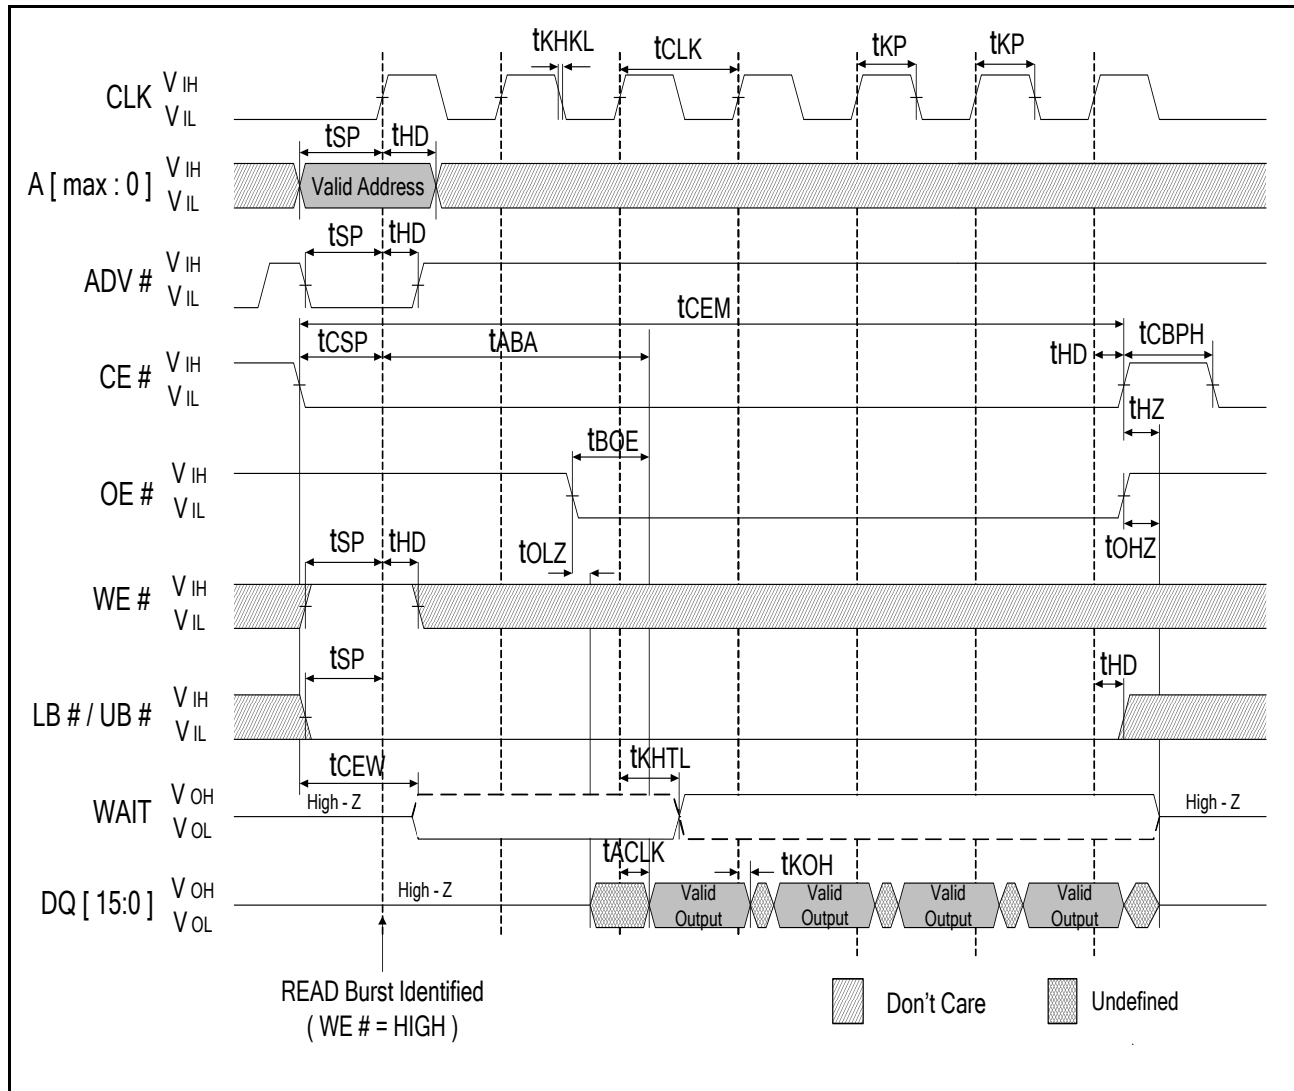 tKHKL
tCLK
tKP
tKP
CLK
V IH
V IL
tSP
tHD
A [ max : 0 ]
V IH
V IL
Valid Address
tSP
tHD
ADV #
V IH
V IL
tCEM
tCSP
tABA
tHD
tCBPH
CE #
V IH
V IL
tHZ
tBOE
OE #
V IH
V IL
tOHZ
tSP
tHD
tOLZ
WE #
V IH
V IL
tSP
tHD
LB # / UB #
V IH
V IL
tCEW
tKHTL
WAIT
V OH
V OL
High - Z
High - Z
tACLK
tKOH
DQ [ 15:0 ]
V OH
V OL
High - Z
Valid
Output
Valid
Output
Valid
Output
Valid
Output
READ Burst Identified
( WE # = HIGH )
Don't Care
Undefined